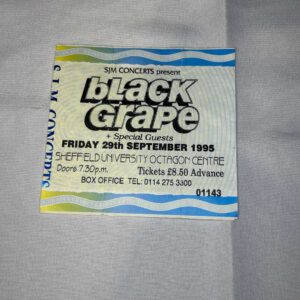 SJM CONCERTS present
bLACK
GRAPE
+ Special Guests
FRIDAY 29th SEPTEMBER 1995
SHEFFIELD UNIVERSITY OCTAGON CENTRE
Doors 7.30p.m. Tickets £8.50 Advance
BOX OFFICE TEL: 0114 275 3300
01143
SJM CONCERTS